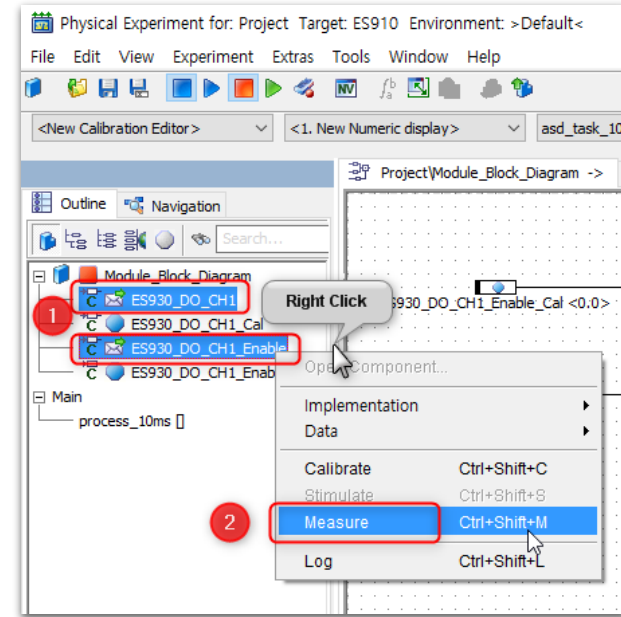 Physical Experiment for: Project Target: ES910 Environment: >Default<
File Edit View Experiment Extras Tools Window Help
NV
<New Calibration Editor> <1. New Numeric display> asd_task_10
Project\Module_Block_Diagram ->
Outline Navigation
Search...
Module_Block_Diagram
1
C ES930_DO_CH1
Right Click
S930_DO_CH1_Enable_Cal <0.0>
C ES930_DO_CH1_Cal
C ES930_DO_CH1_Enable
C ES930_DO_CH1_Enab
Open Component...
Main
process_10ms []
Implementation
Data
Calibrate Ctrl+Shift+C
Stimulate Ctrl+Shift+S
2
Measure Ctrl+Shift+M
Log Ctrl+Shift+L